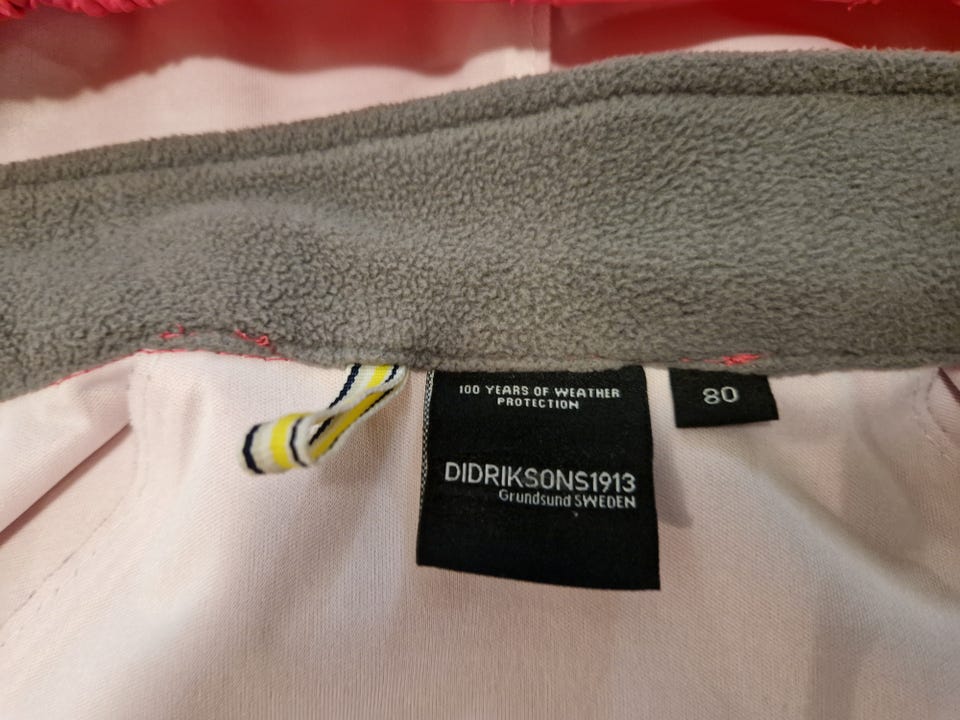 100 YEARS OF WEATHER
PROTECTION
DIDRIKSONS1913
Grundsund SWEDEN
80